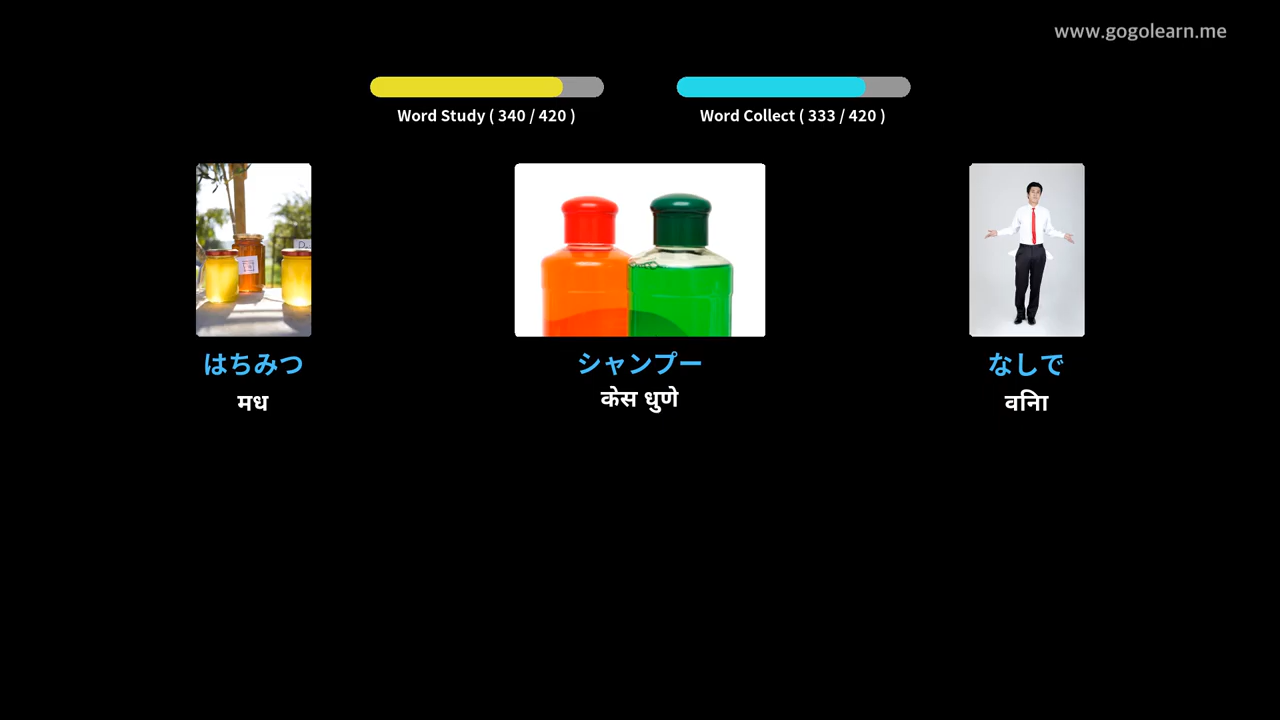 www.gogolearn.me
Word Study ( 340 / 420 )
Word Collect ( 333 / 420 )
はちみつ
シャンプー
なしで
मध
केस धुणे
वनिा